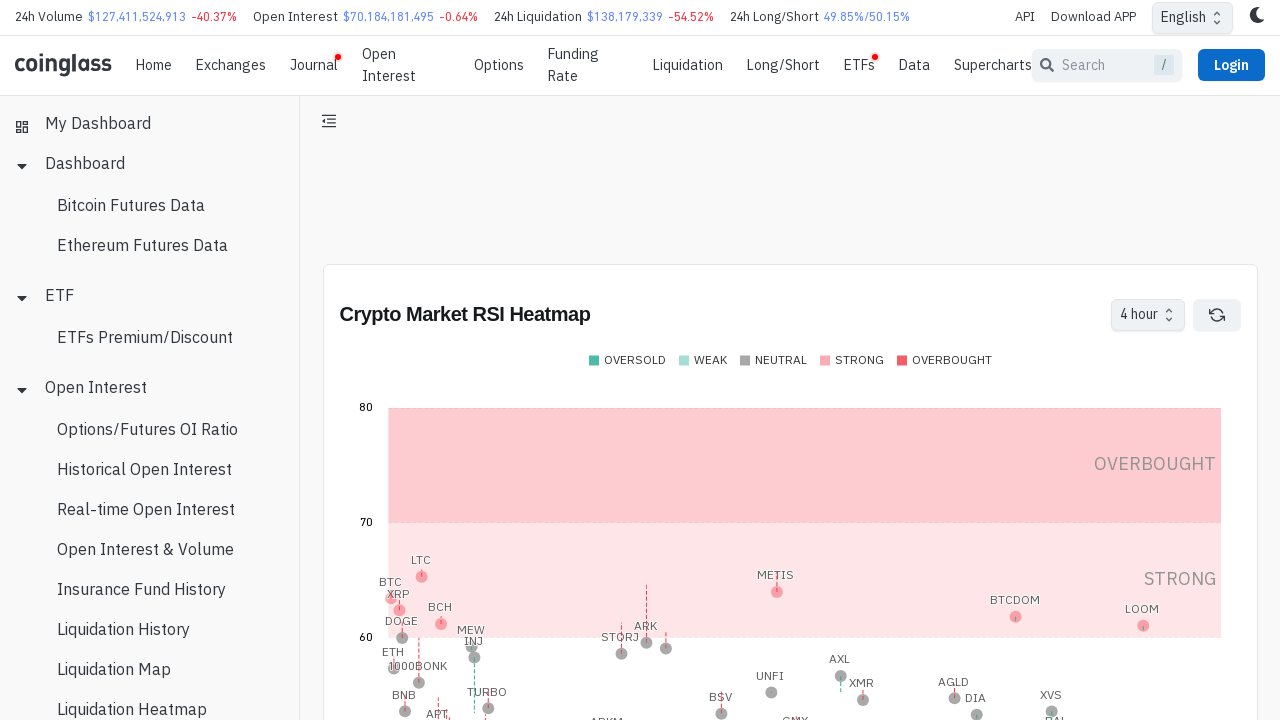 24h Volume $127,411,524,913 -40.37% Open Interest $70,184,181,495 -0.64% 24h Liquidation $138,179,339 -54.52% 24h Long/Short 49.85%/50.15% API Download APP English
coinglass Home Exchanges Journal Open Interest Options Funding Rate Liquidation Long/Short ETFs Data Supercharts Search / Login
My Dashboard
Dashboard
Bitcoin Futures Data
Ethereum Futures Data
ETF
ETFs Premium/Discount
Open Interest
Options/Futures OI Ratio
Historical Open Interest
Real-time Open Interest
Open Interest & Volume
Insurance Fund History
Liquidation History
Liquidation Map
Liquidation Heatmap
Crypto Market RSI Heatmap 4 hour
OVERSOLD WEAK NEUTRAL STRONG OVERBOUGHT
80
OVERBOUGHT
70
LTC
METIS
STRONG
BTC
XRP
BTCDOM
BCH
LOOM
DOGE
ARK
MEW
60
STORJ
INJ
ETH
AXL
1000BONK
UNFI
XMR
AGLD
TURBO
BNB
BSV
DIA
XVS
APT